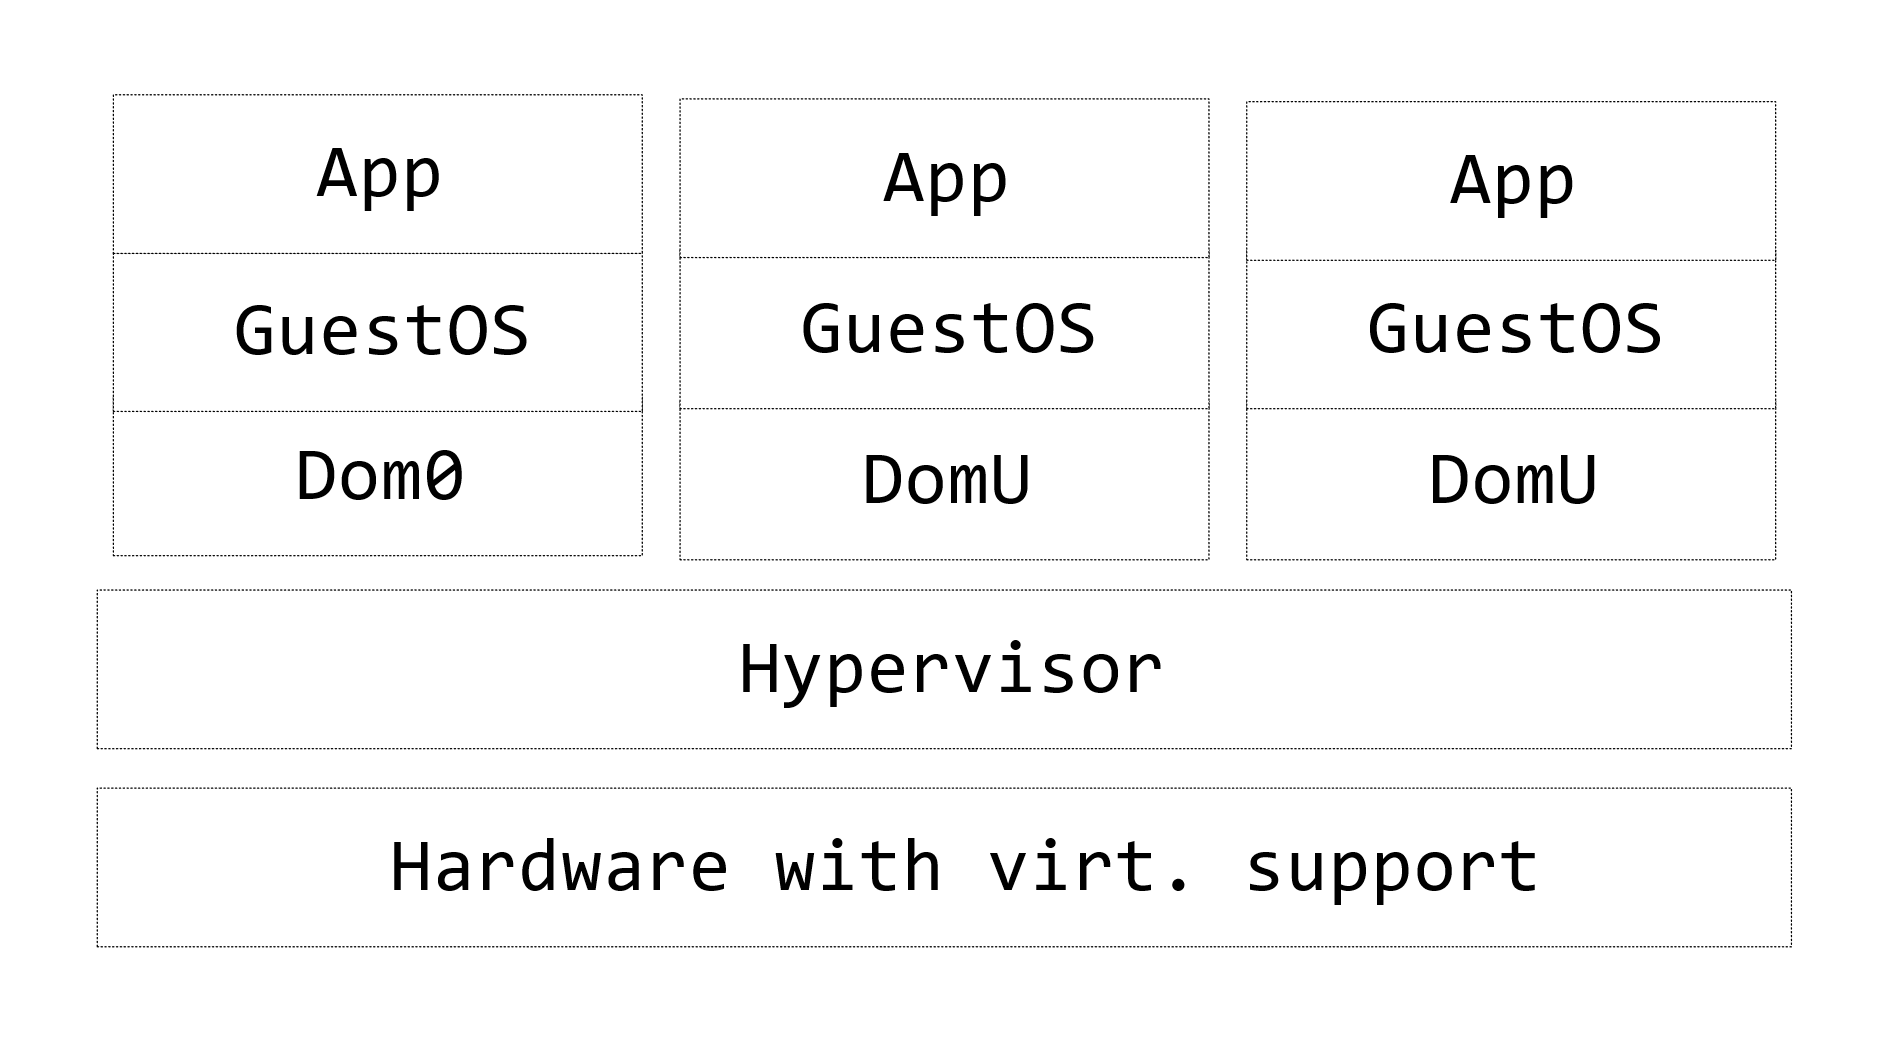 App
App
App
GuestOS
GuestOS
GuestOS
Dom0
DomU
DomU
Hypervisor
Hardware with virt. support